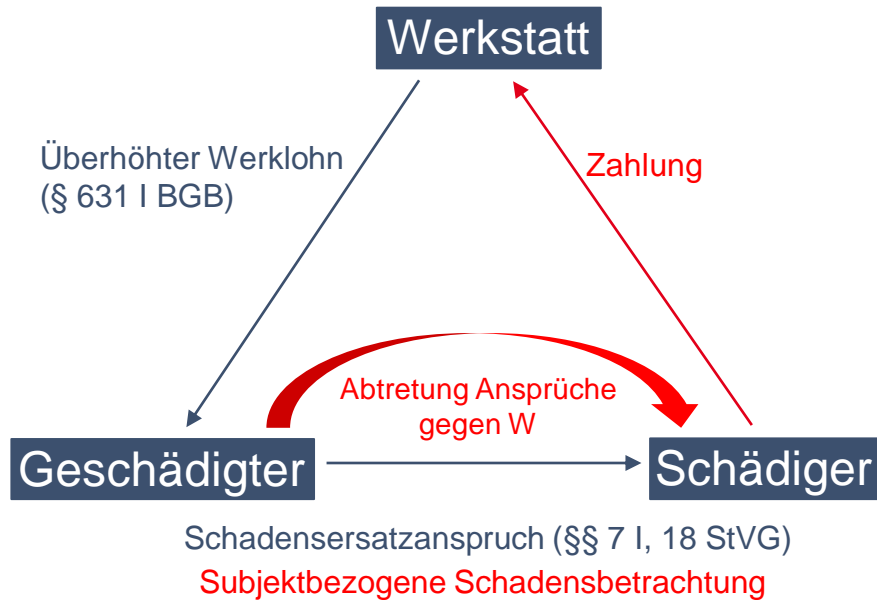 Werkstatt
Überhöhter Werklohn
(§ 631 I BGB)
Zahlung
Abtretung Ansprüche
gegen W
Geschädigter
Schädiger
Schadensersatzanspruch (§§ 7 I, 18 StVG)
Subjektbezogene Schadensbetrachtung